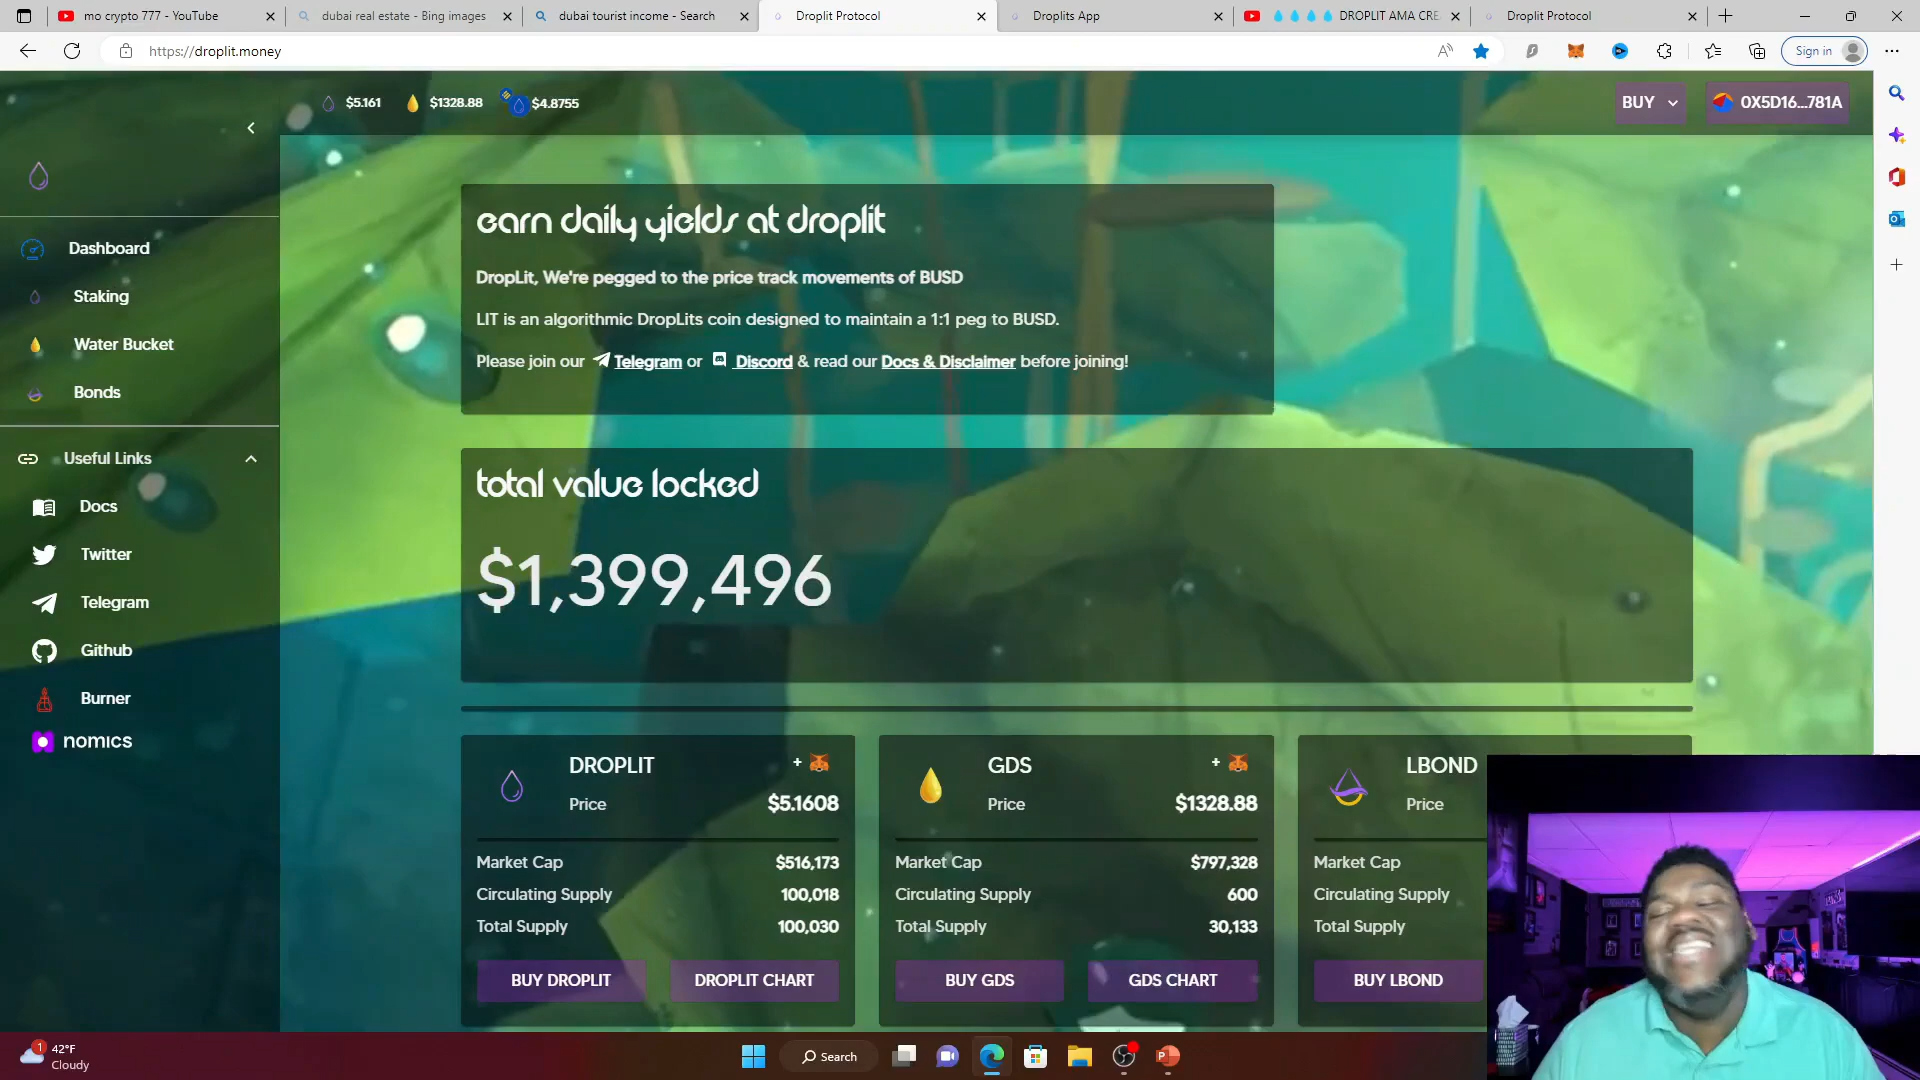 mo crypto 777 - YouTube
dubai real estate - Bing images
dubai tourist income - Search
Droplit Protocol
Droplits App
DROPLIT AMA CRE
Droplit Protocol
https://droplit.money
Sign in
$5.161
$1328.88
$4.8755
BUY
0X5D16...781A
Dashboard
Staking
Water Bucket
Bonds
Useful Links
Docs
Twitter
Telegram
Github
Burner
nomics
earn daily yields at droplit
DropLit, We're pegged to the price track movements of BUSD
LIT is an algorithmic DropLits coin designed to maintain a 1:1 peg to BUSD.
Please join our Telegram or Discord & read our Docs & Disclaimer before joining!
total value locked
$1,399,496
DROPLIT +
Price $5.1608
Market Cap $516,173
Circulating Supply 100,018
Total Supply 100,030
BUY DROPLIT DROPLIT CHART
GDS +
Price $1328.88
Market Cap $797,328
Circulating Supply 600
Total Supply 30,133
BUY GDS GDS CHART
LBOND
Price
Market Cap
Circulating Supply
Total Supply
BUY LBOND
1
42°F
Cloudy
Search